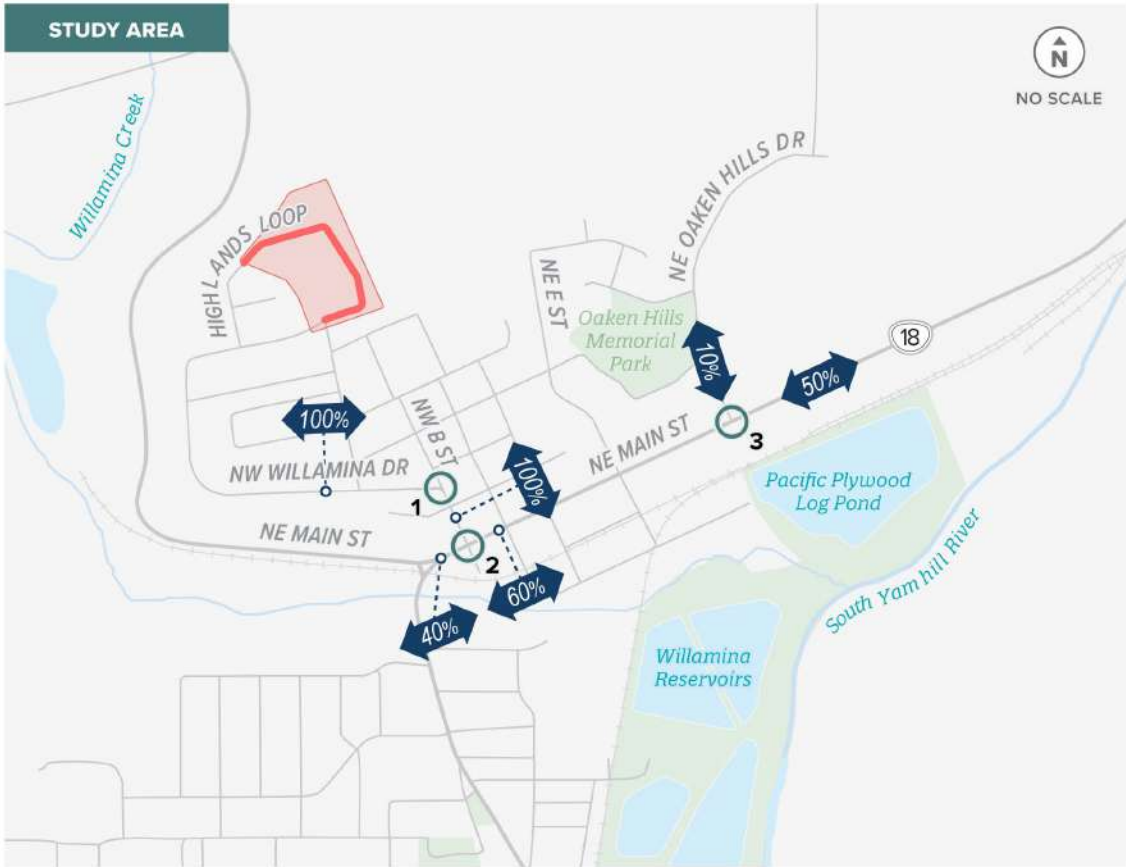 STUDY AREA
N
NO SCALE
Willamina Creek
HIGHLANDS LOOP
NE OAKEN HILLS DR
NE E ST
Oaken Hills
Memorial
Park
10%
18
50%
100%
NW B ST
NE MAIN ST
3
NW WILLAMINA DR
1
100%
Pacific Plywood
Log Pond
NE MAIN ST
2
60%
40%
South Yamhill River
Willamina
Reservoirs